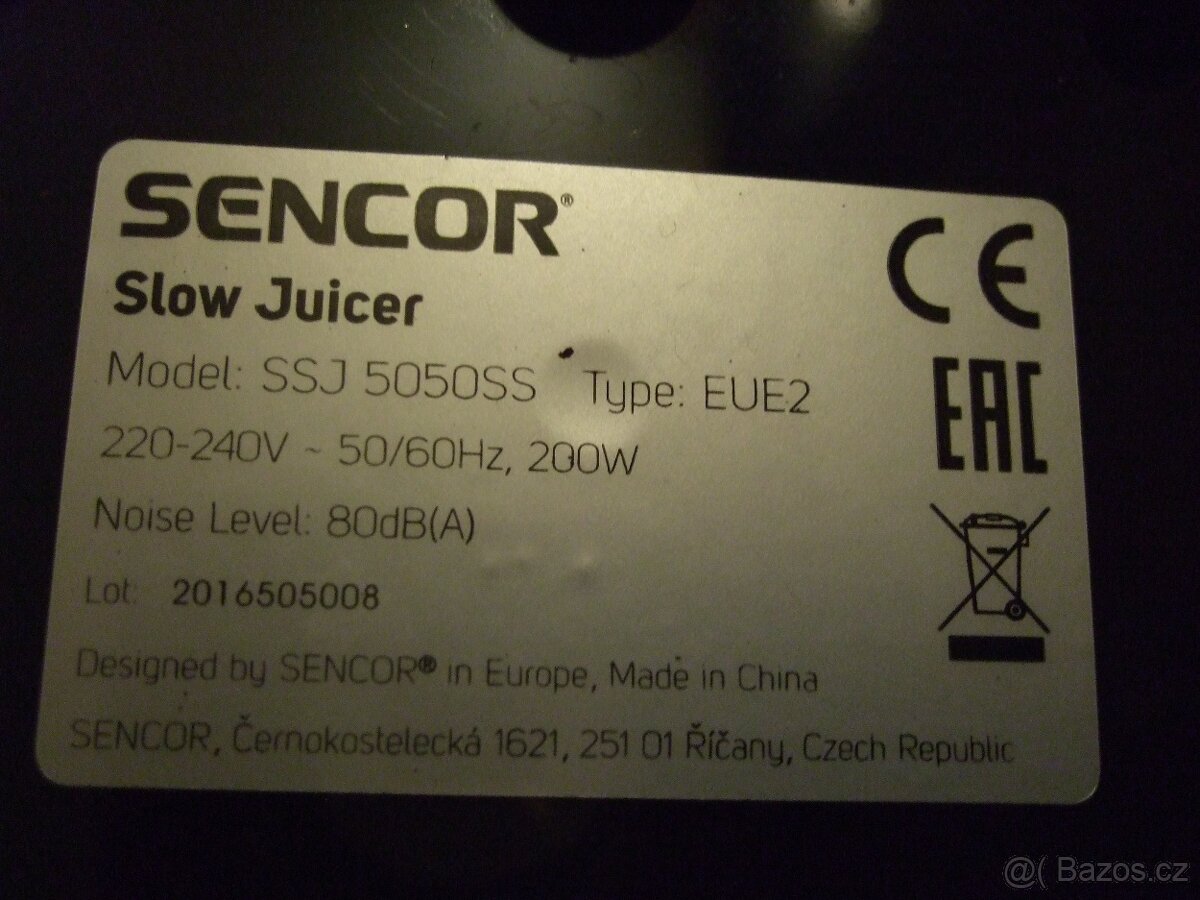 SENCOR®
Slow Juicer
Model: SSJ 5050SS Type: EUE2
220-240V ~ 50/60Hz, 200W
Noise Level: 80dB(A)
Lot: 2016505008
Designed by SENCOR® in Europe, Made in China
SENCOR, Černokostelecká 1621, 251 01 Říčany, Czech Republic
CE
EAC
@( Bazos.cz